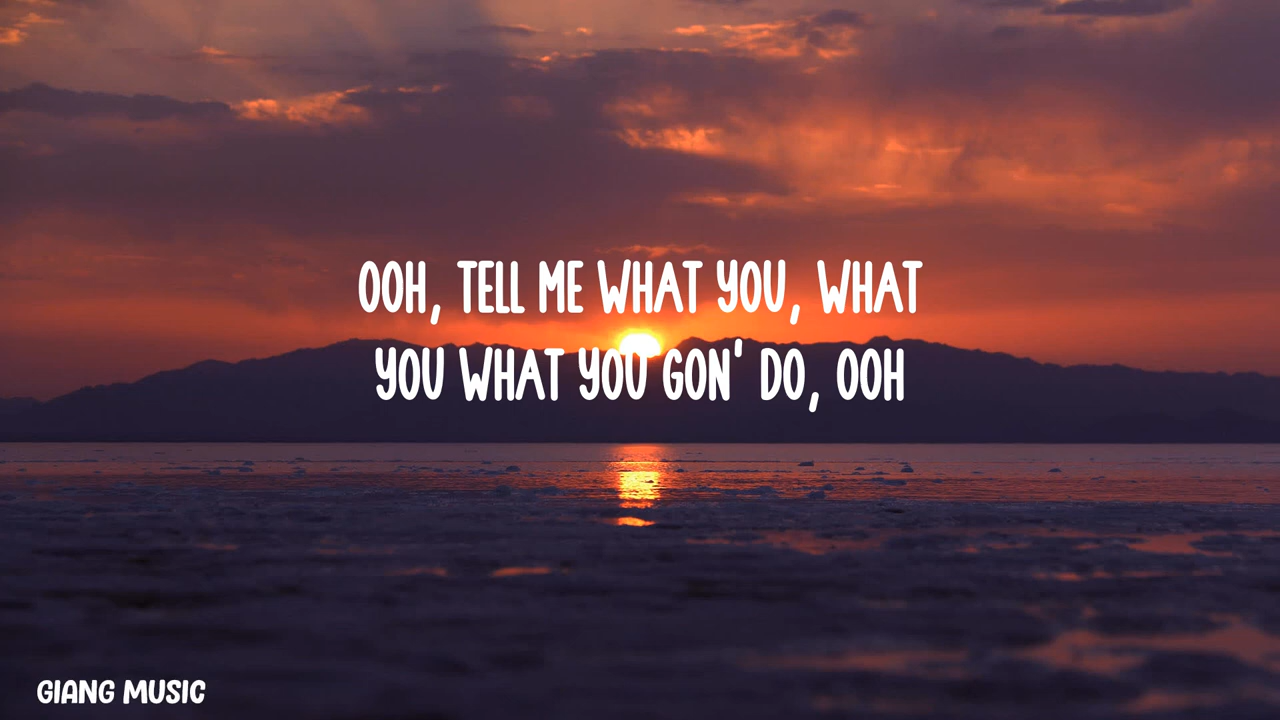 OOH, TELL ME WHAT YOU, WHAT
YOU WHAT YOU GON' DO, OOH
GIANG MUSIC